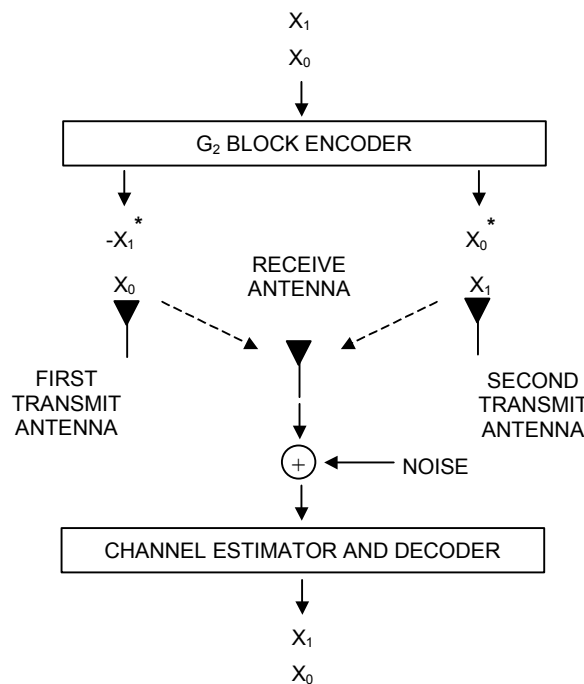 X₁
X₀
G₂ BLOCK ENCODER
-X₁*
X₀*
X₀
RECEIVE
ANTENNA
X₁
FIRST
TRANSMIT
ANTENNA
SECOND
TRANSMIT
ANTENNA
+
NOISE
CHANNEL ESTIMATOR AND DECODER
X₁
X₀